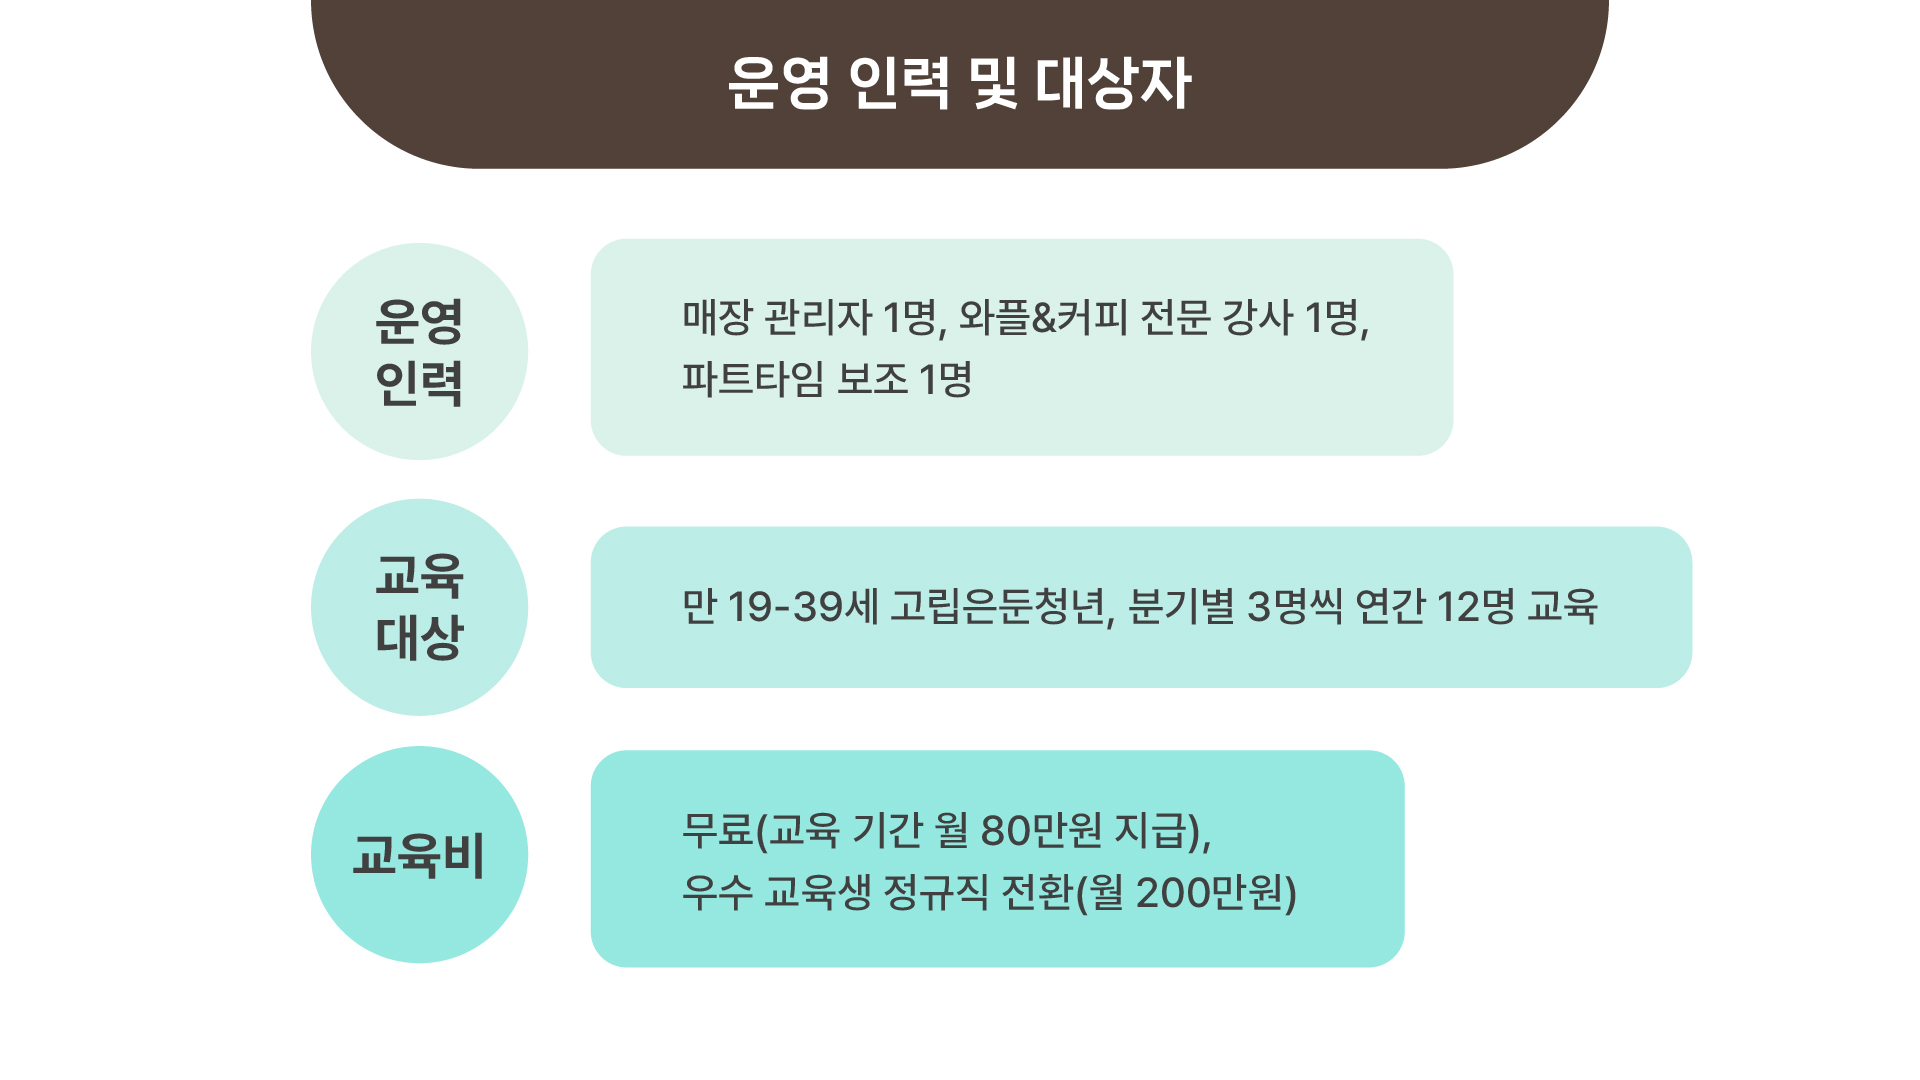 운영 인력 및 대상자
운영
인력
매장 관리자 1명, 와플&커피 전문 강사 1명,
파트타임 보조 1명
교육
대상
만 19-39세 고립은둔청년, 분기별 3명씩 연간 12명 교육
교육비
무료(교육 기간 월 80만원 지급),
우수 교육생 정규직 전환(월 200만원)